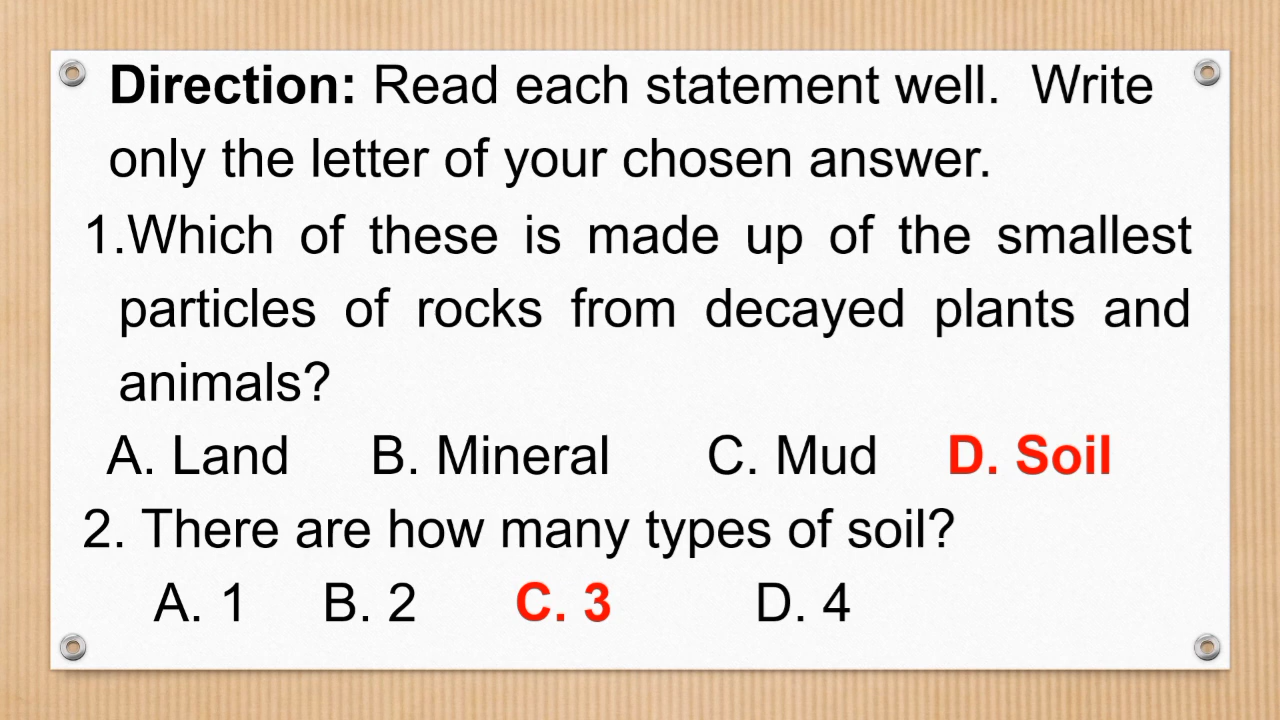 Direction: Read each statement well.  Write
only the letter of your chosen answer.
1.Which of these is made up of the smallest
particles of rocks from decayed plants and
animals?
A. Land B. Mineral C. Mud D. Soil
2. There are how many types of soil?
A. 1 B. 2 C. 3 D. 4